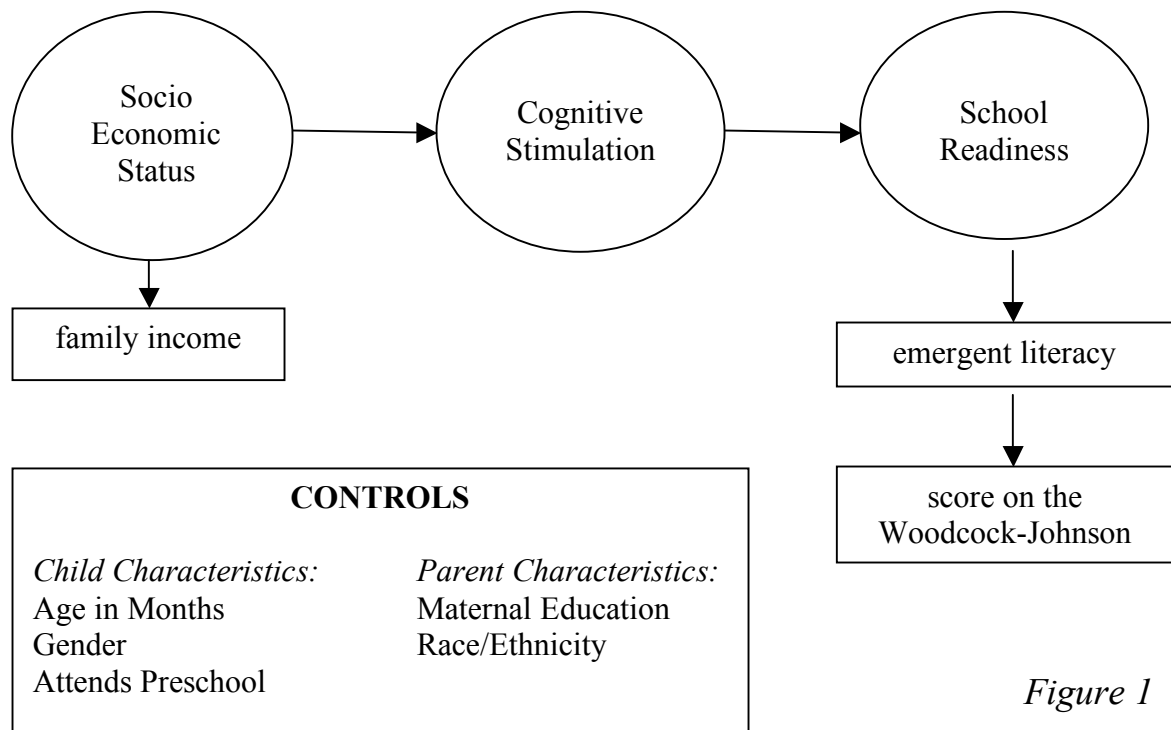 Socio
Economic
Status
Cognitive
Stimulation
School
Readiness
family income
emergent literacy
score on the
Woodcock-Johnson
CONTROLS
Child Characteristics:
Age in Months
Gender
Attends Preschool
Parent Characteristics:
Maternal Education
Race/Ethnicity
Figure 1